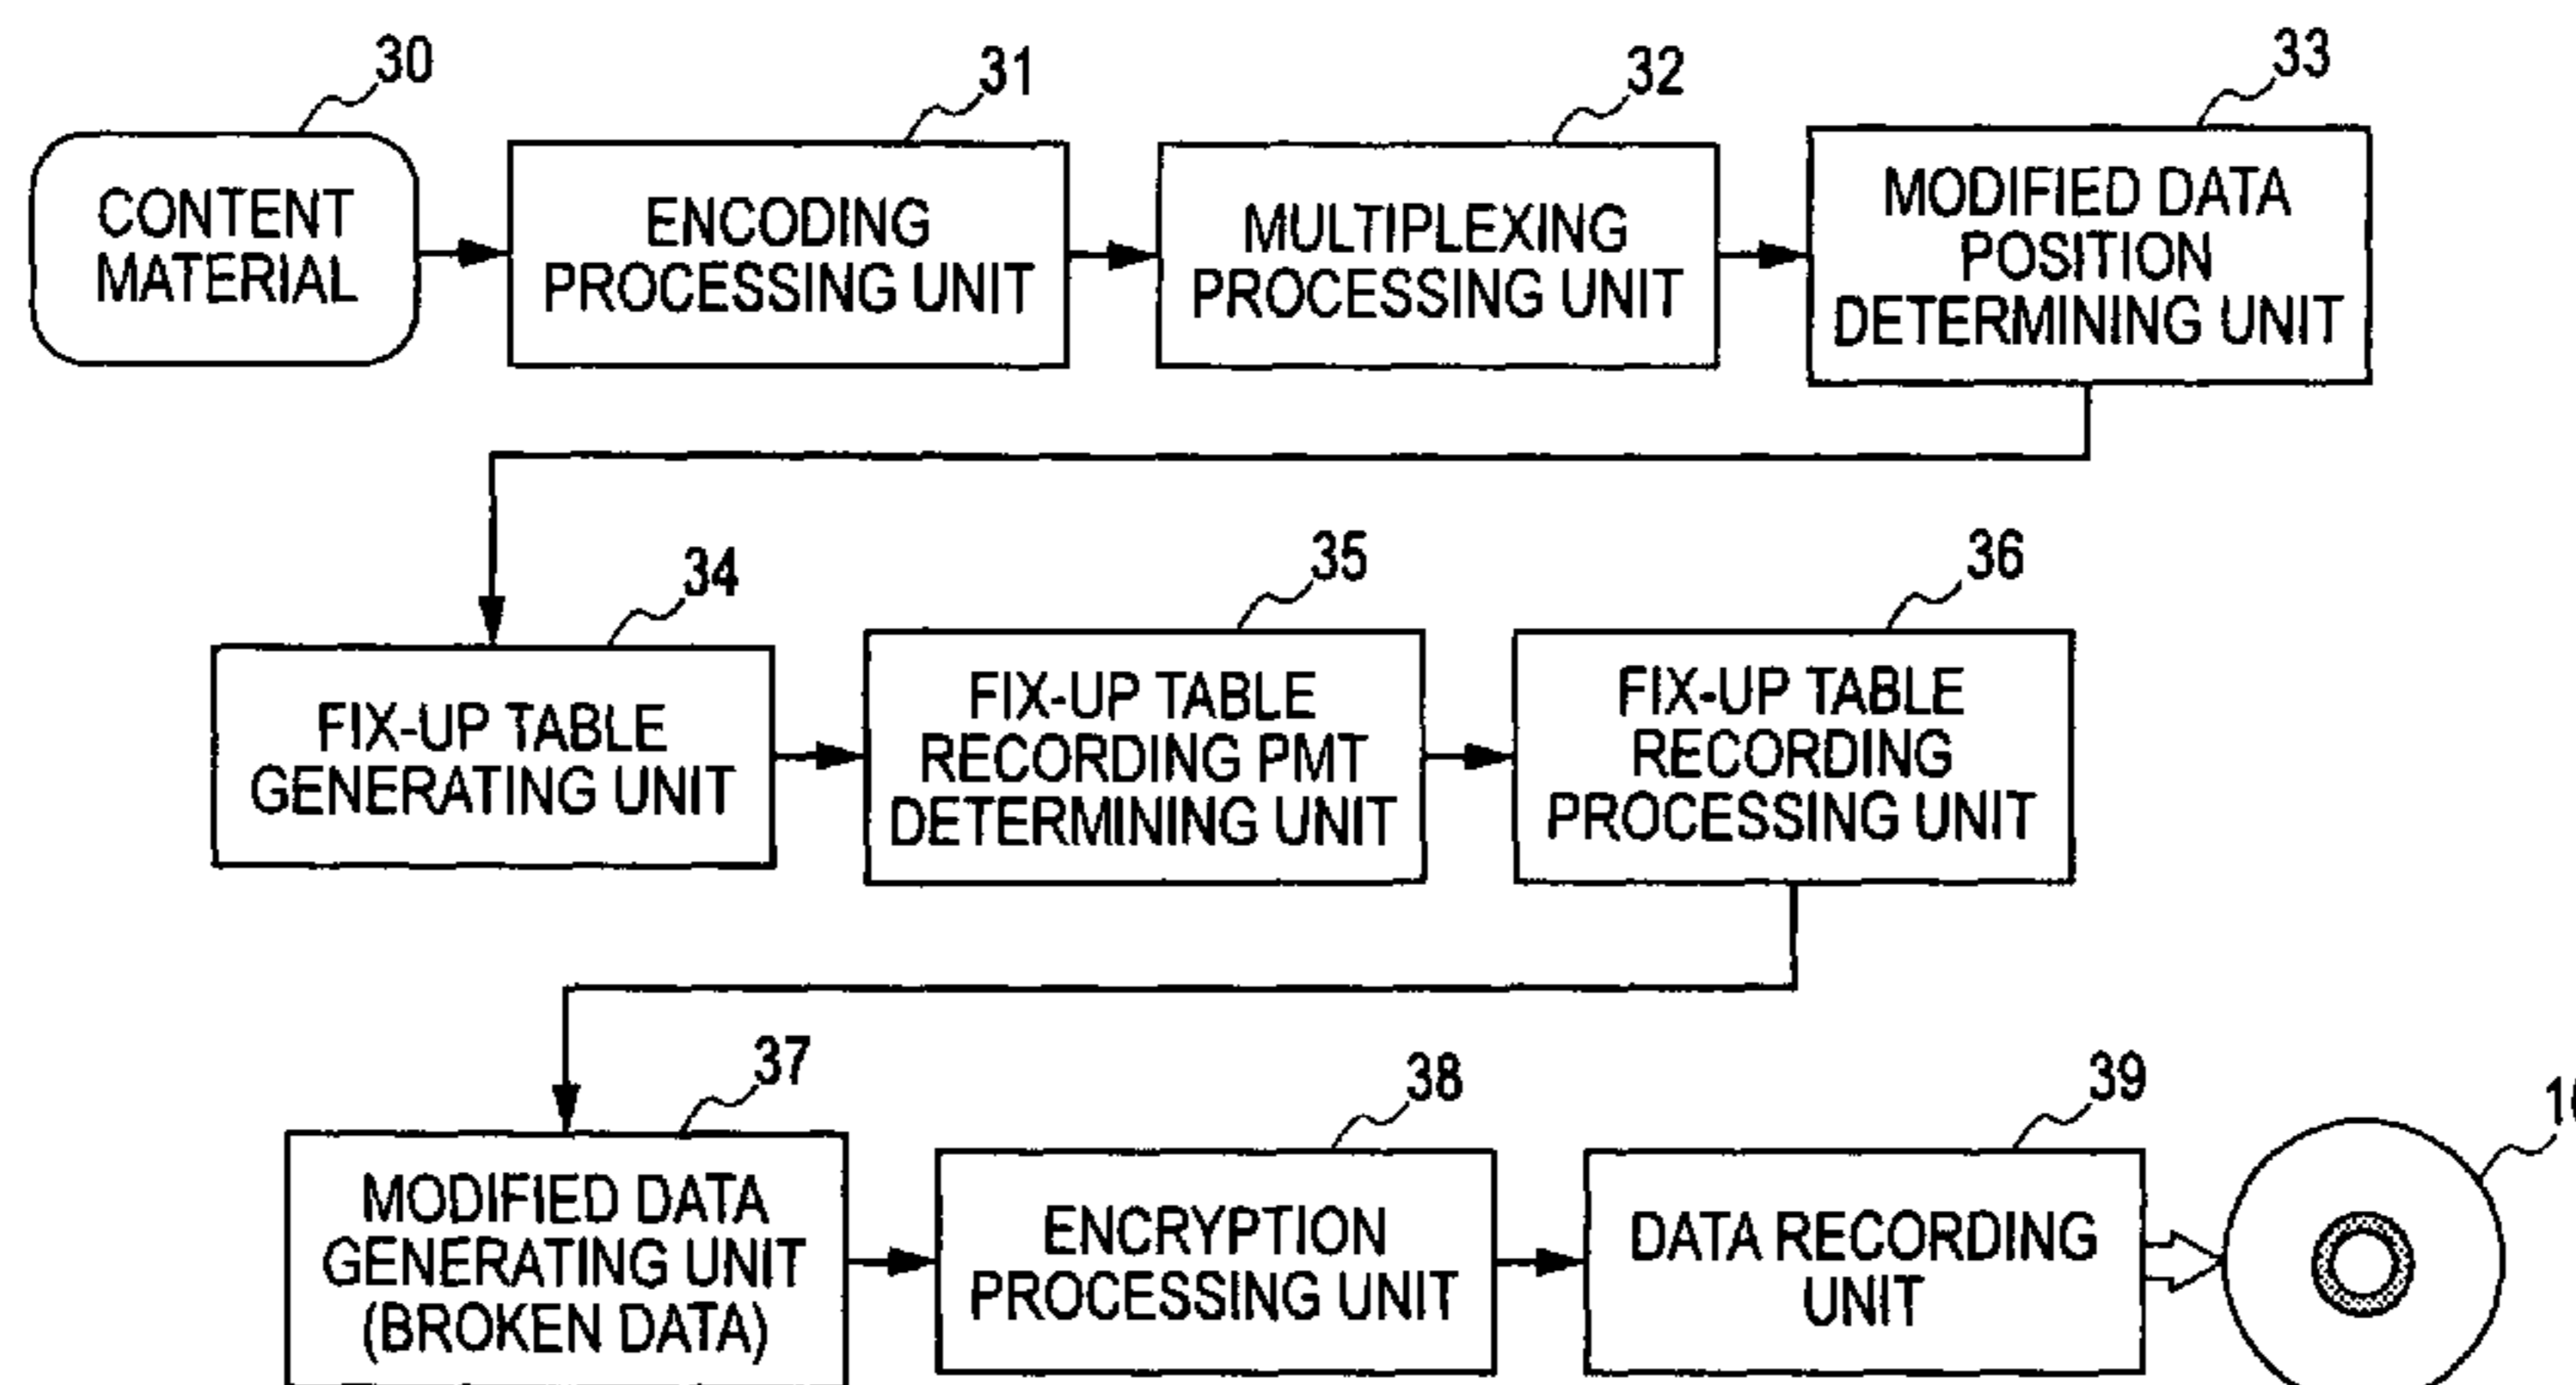 30
31
32
33
CONTENT
MATERIAL
ENCODING
PROCESSING UNIT
MULTIPLEXING
PROCESSING UNIT
MODIFIED DATA
POSITION
DETERMINING UNIT
34
35
36
FIX-UP TABLE
GENERATING UNIT
FIX-UP TABLE
RECORDING PMT
DETERMINING UNIT
FIX-UP TABLE
RECORDING
PROCESSING UNIT
37
38
39
MODIFIED DATA
GENERATING UNIT
(BROKEN DATA)
ENCRYPTION
PROCESSING UNIT
DATA RECORDING
UNIT